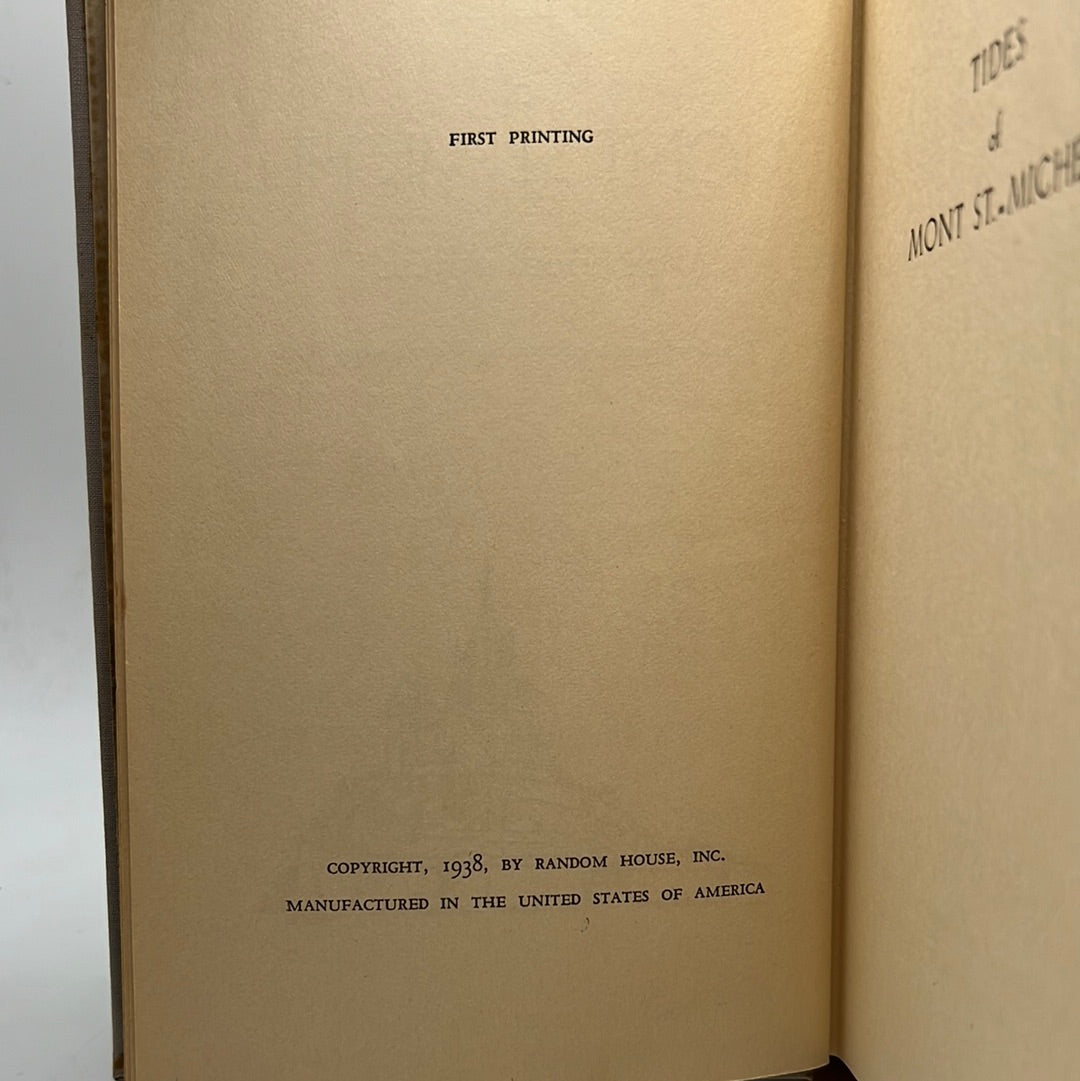 FIRST PRINTING
COPYRIGHT, 1938, BY RANDOM HOUSE, INC.
MANUFACTURED IN THE UNITED STATES OF AMERICA
TIDES
of
MONT ST.-MICHE